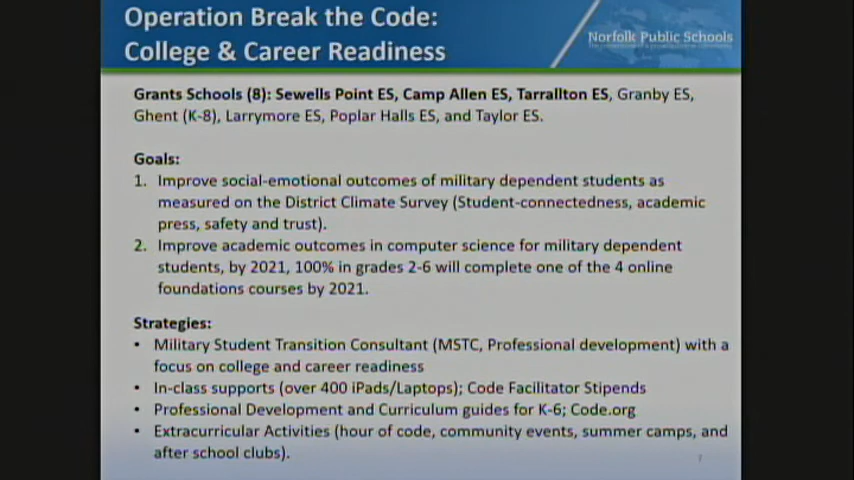 Operation Break the Code:
College & Career Readiness
Norfolk Public Schools
Grants Schools (8): Sewells Point ES, Camp Allen ES, Tarrallton ES, Granby ES,
Ghent (K-8), Larrymore ES, Poplar Halls ES, and Taylor ES.
Goals:
1. Improve social-emotional outcomes of military dependent students as
measured on the District Climate Survey (Student-connectedness, academic
press, safety and trust).
2. Improve academic outcomes in computer science for military dependent
students, by 2021, 100% in grades 2-6 will complete one of the 4 online
foundations courses by 2021.
Strategies:
• Military Student Transition Consultant (MSTC, Professional development) with a
focus on college and career readiness
• In-class supports (over 400 iPads/Laptops); Code Facilitator Stipends
• Professional Development and Curriculum guides for K-6; Code.org
• Extracurricular Activities (hour of code, community events, summer camps, and
after school clubs).